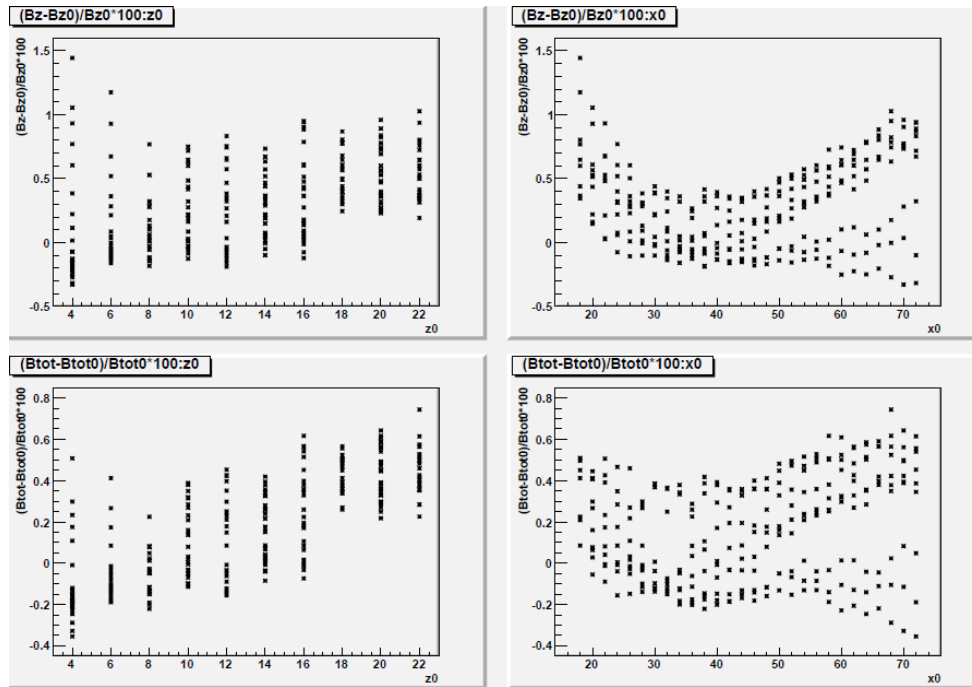 (Bz-Bz0)/Bz0*100:z0
(Bz-Bz0)/Bz0*100
1.5
1
0.5
0
-0.5
4 6 8 10 12 14 16 18 20 22
z0
(Bz-Bz0)/Bz0*100:x0
(Bz-Bz0)/Bz0*100
1.5
1
0.5
0
-0.5
20 30 40 50 60 70
x0
(Btot-Btot0)/Btot0*100:z0
(Btot-Btot0)/Btot0*100
0.8
0.6
0.4
0.2
0
-0.2
-0.4
4 6 8 10 12 14 16 18 20 22
z0
(Btot-Btot0)/Btot0*100:x0
(Btot-Btot0)/Btot0*100
0.8
0.6
0.4
0.2
0
-0.2
-0.4
20 30 40 50 60 70
x0